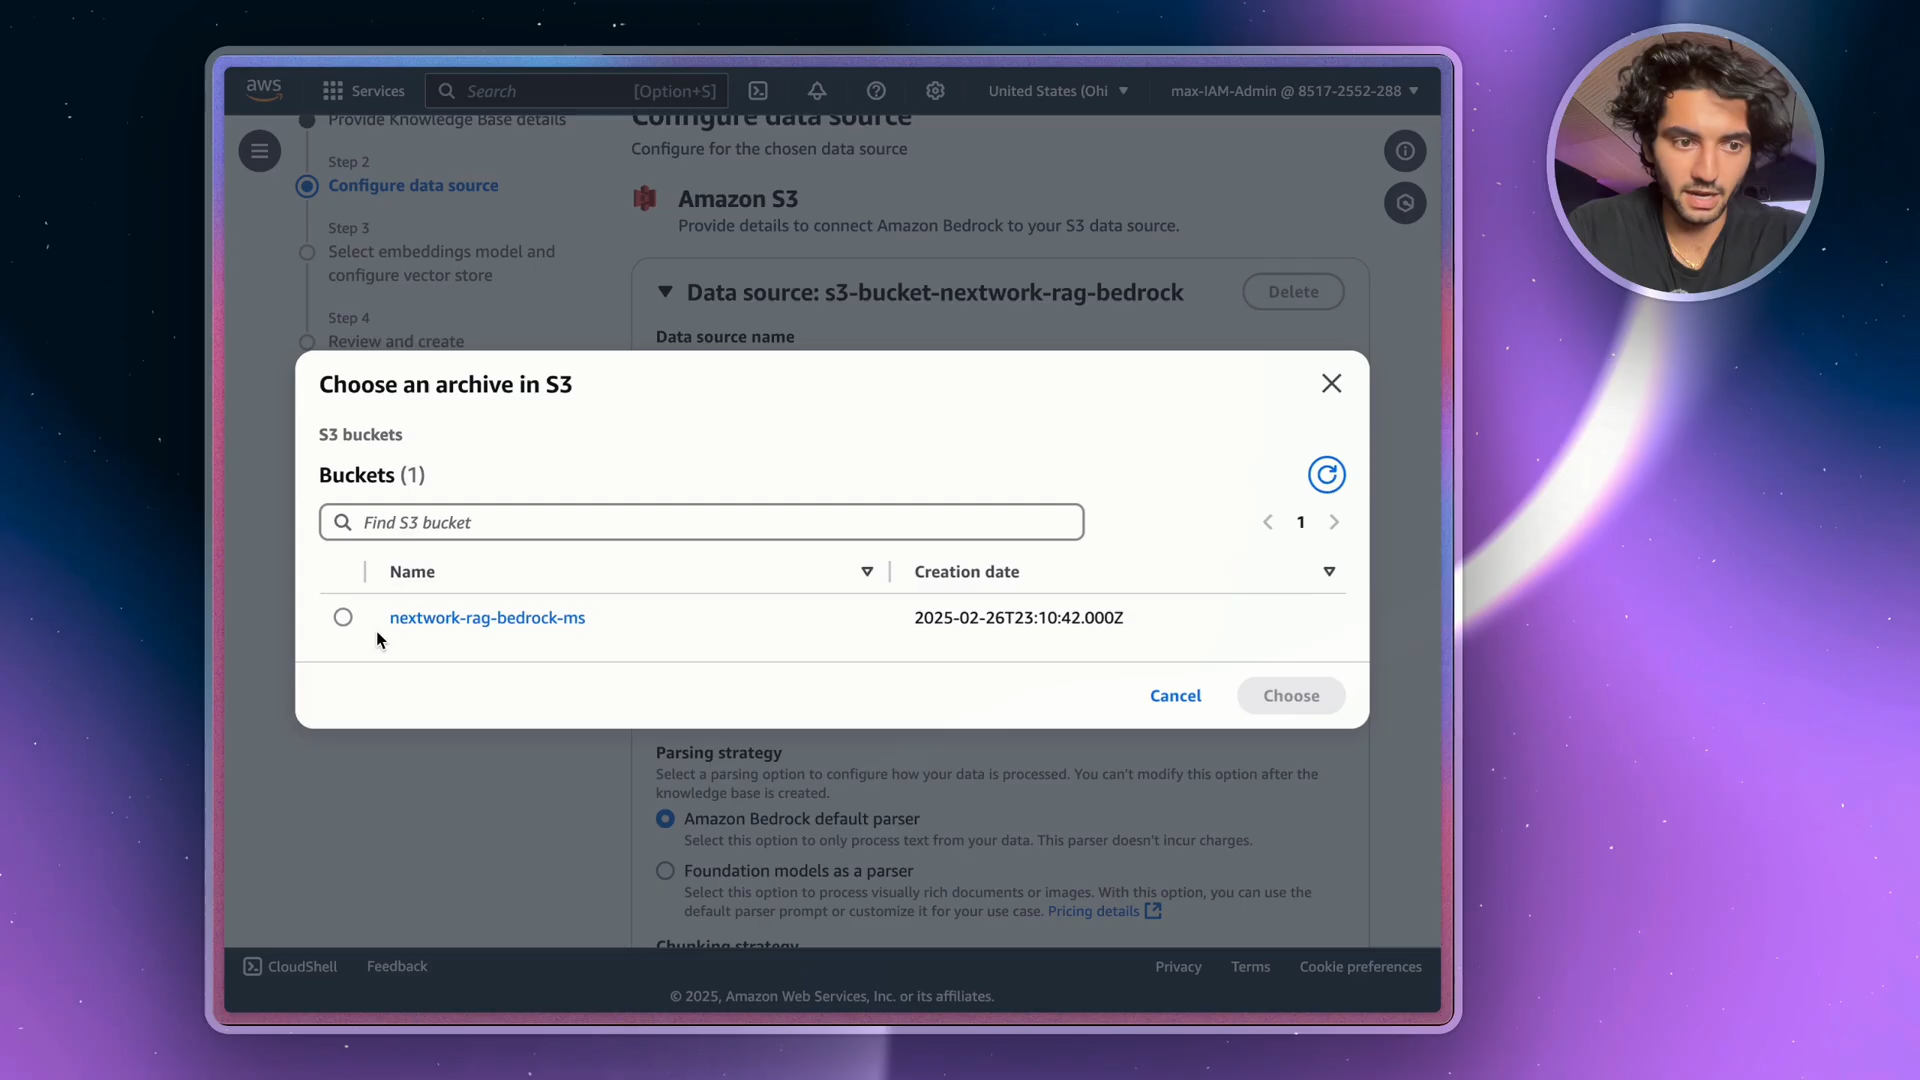 aws
Services
Search
[Option+S]
United States (Ohi
max-IAM-Admin @ 8517-2552-288
Provide Knowledge Base details
Step 2
Configure data source
Step 3
Select embeddings model and
configure vector store
Step 4
Review and create
Configure data source
Configure for the chosen data source
Amazon S3
Provide details to connect Amazon Bedrock to your S3 data source.
Data source: s3-bucket-nextwork-rag-bedrock
Delete
Data source name
Choose an archive in S3
S3 buckets
Buckets (1)
Find S3 bucket
1
Name
Creation date
nextwork-rag-bedrock-ms
2025-02-26T23:10:42.000Z
Cancel
Choose
Parsing strategy
Select a parsing option to configure how your data is processed. You can't modify this option after the
knowledge base is created.
Amazon Bedrock default parser
Select this option to only process text from your data. This parser doesn't incur charges.
Foundation models as a parser
Select this option to process visually rich documents or images. With this option, you can use the
default parser prompt or customize it for your use case. Pricing details
Chunking strategy
CloudShell
Feedback
Privacy
Terms
Cookie preferences
© 2025, Amazon Web Services, Inc. or its affiliates.